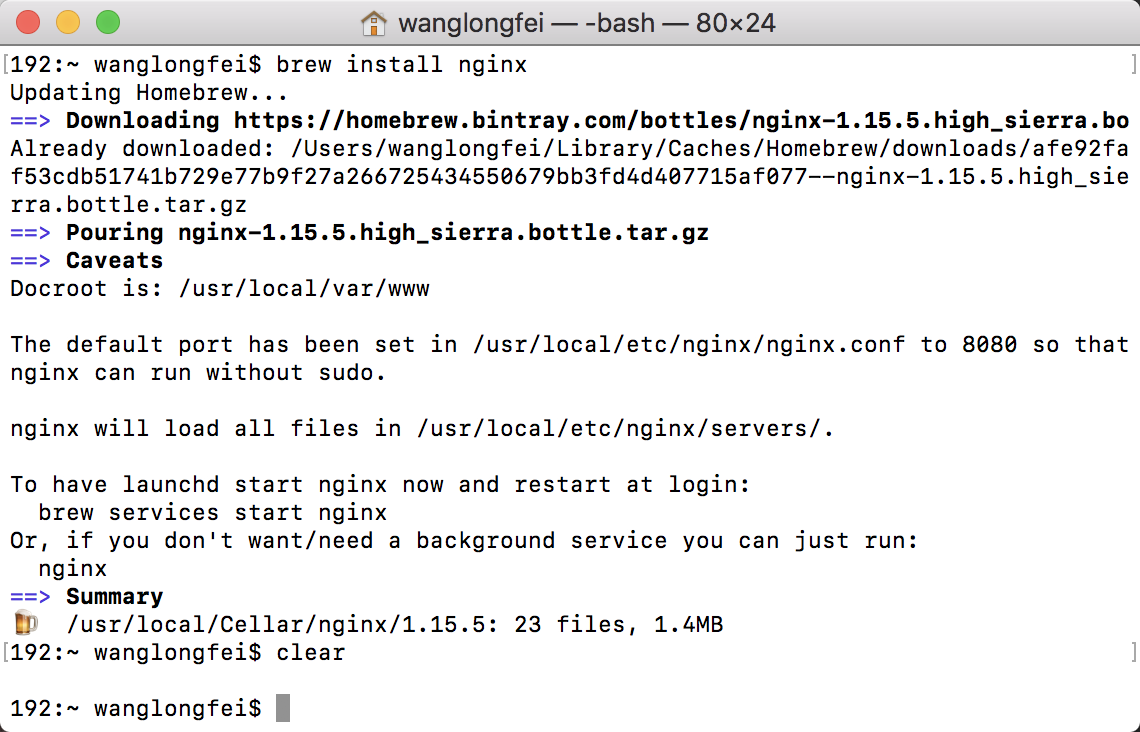 wanglongfei — -bash — 80×24
192:~ wanglongfei$ brew install nginx
Updating Homebrew...
==> Downloading https://homebrew.bintray.com/bottles/nginx-1.15.5.high_sierra.bo
Already downloaded: /Users/wanglongfei/Library/Caches/Homebrew/downloads/afe92fa
f53cdb51741b729e77b9f27a266725434550679bb3fd4d407715af077--nginx-1.15.5.high_sie
rra.bottle.tar.gz
==> Pouring nginx-1.15.5.high_sierra.bottle.tar.gz
==> Caveats
Docroot is: /usr/local/var/www
The default port has been set in /usr/local/etc/nginx/nginx.conf to 8080 so that
nginx can run without sudo.
nginx will load all files in /usr/local/etc/nginx/servers/.
To have launchd start nginx now and restart at login:
  brew services start nginx
Or, if you don't want/need a background service you can just run:
  nginx
==> Summary
🍺  /usr/local/Cellar/nginx/1.15.5: 23 files, 1.4MB
192:~ wanglongfei$ clear
192:~ wanglongfei$